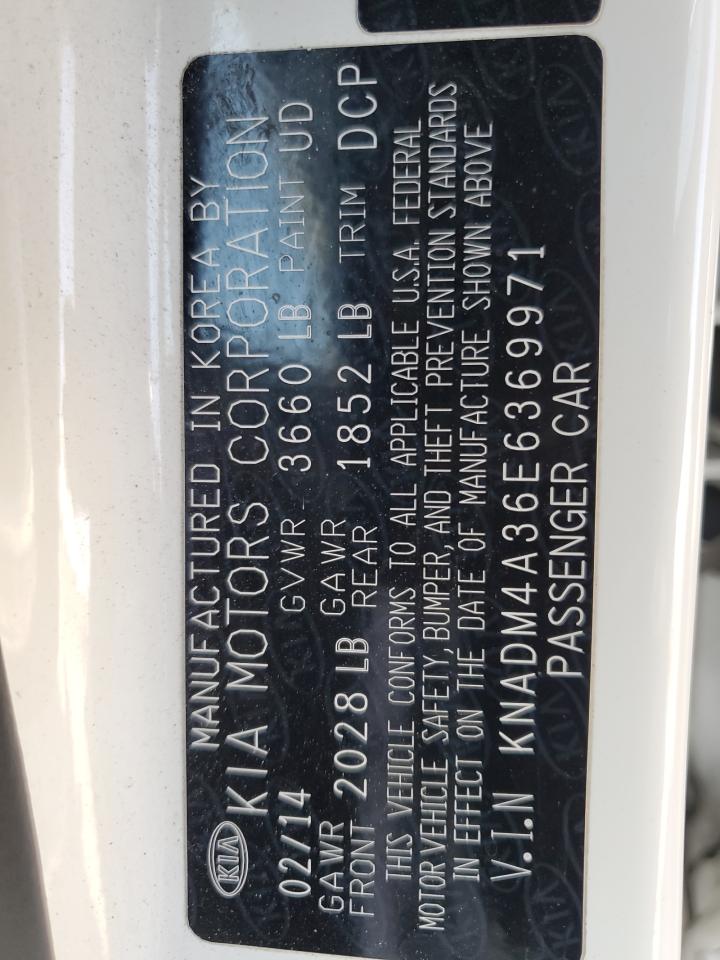 MANUFACTURED IN KOREA BY
KIA KIA MOTORS CORPORATION
02/14 GVWR 3660 LB PAINT UD
GAWR FRONT 2028 LB GAWR REAR 1852 LB TRIM DCP
THIS VEHICLE CONFORMS TO ALL APPLICABLE U.S.A. FEDERAL
MOTOR VEHICLE SAFETY, BUMPER, AND THEFT PREVENTION STANDARDS
IN EFFECT ON THE DATE OF MANUFACTURE SHOWN ABOVE
V.I.N KNADM4A36E6369971
PASSENGER CAR